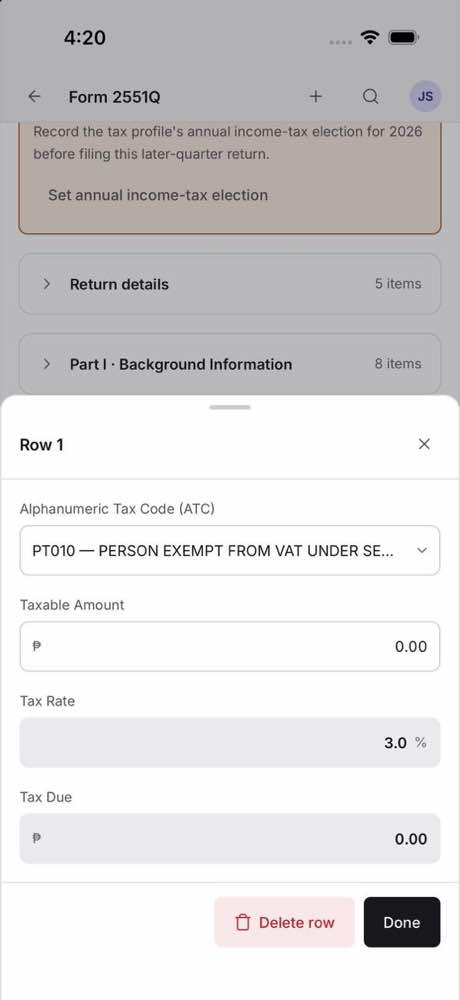 4:20
Form 2551Q
JS
Record the tax profile's annual income-tax election for 2026
before filing this later-quarter return.
Set annual income-tax election
Return details
5 items
Part I · Background Information
8 items
Row 1
Alphanumeric Tax Code (ATC)
PT010 — PERSON EXEMPT FROM VAT UNDER SE...
Taxable Amount
₱ 0.00
Tax Rate
3.0 %
Tax Due
₱ 0.00
Delete row
Done